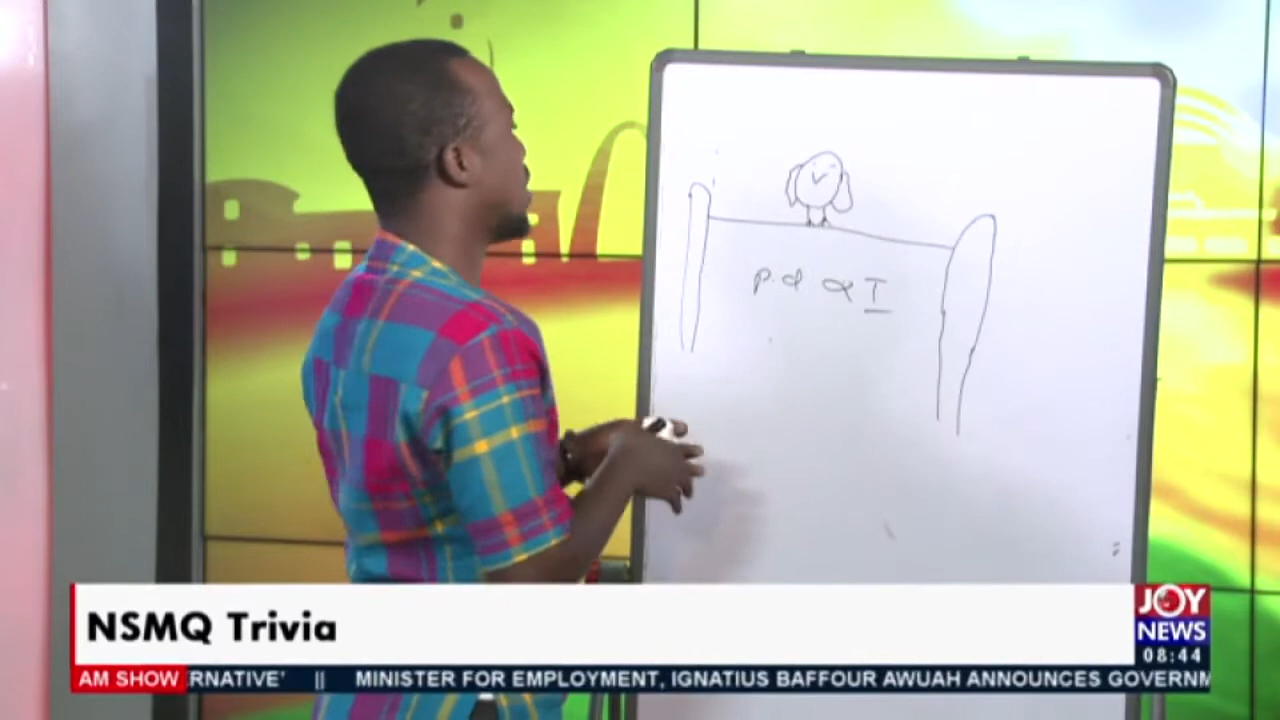 p.d α I
NSMQ Trivia
JOY
NEWS
08:44
AM SHOW
RNATIVE' || MINISTER FOR EMPLOYMENT, IGNATIUS BAFFOUR AWUAH ANNOUNCES GOVERNM